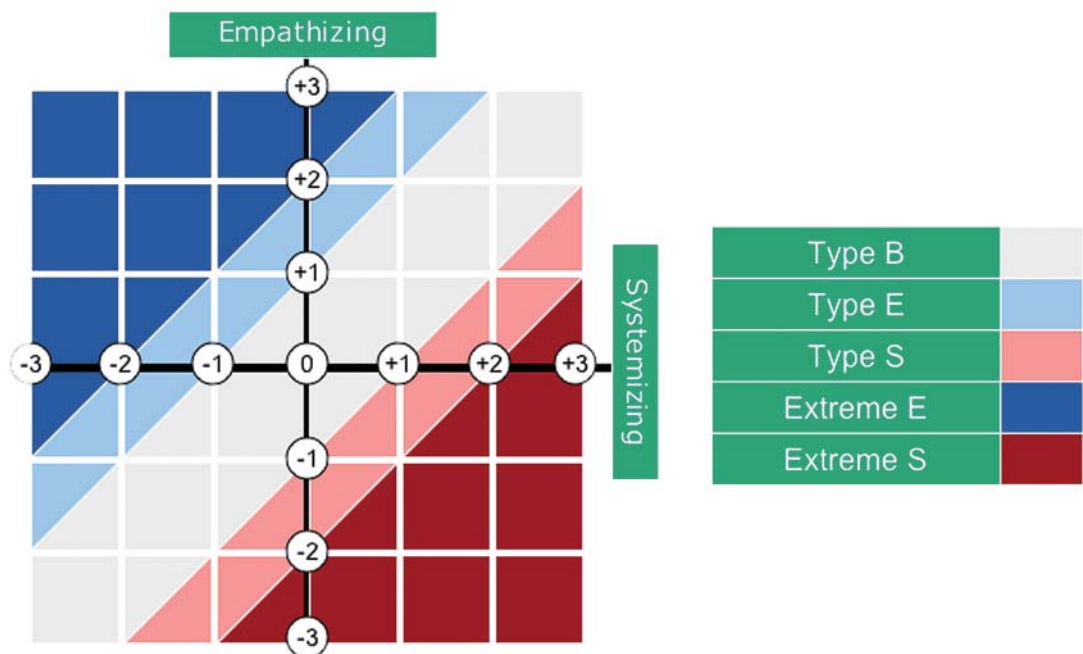 Empathizing
+3
+2
+1
-3 -2 -1 0 +1 +2 +3
-1
-2
-3
Systemizing
Type B
Type E
Type S
Extreme E
Extreme S